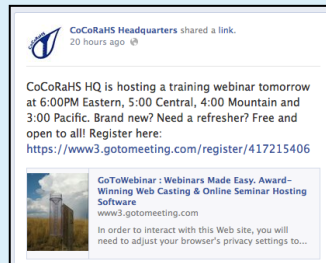 CoCoRaHS Headquarters shared a link.
20 hours ago
CoCoRaHS HQ is hosting a training webinar tomorrow
at 6:00PM Eastern, 5:00 Central, 4:00 Mountain and
3:00 Pacific. Brand new? Need a refresher? Free and
open to all! Register here:
https://www3.gotomeeting.com/register/417215406
GoToWebinar : Webinars Made Easy. Award-
Winning Web Casting & Online Seminar Hosting
Software
www3.gotomeeting.com
In order to interact with this Web site, you will
need to adjust your browser's privacy settings to...